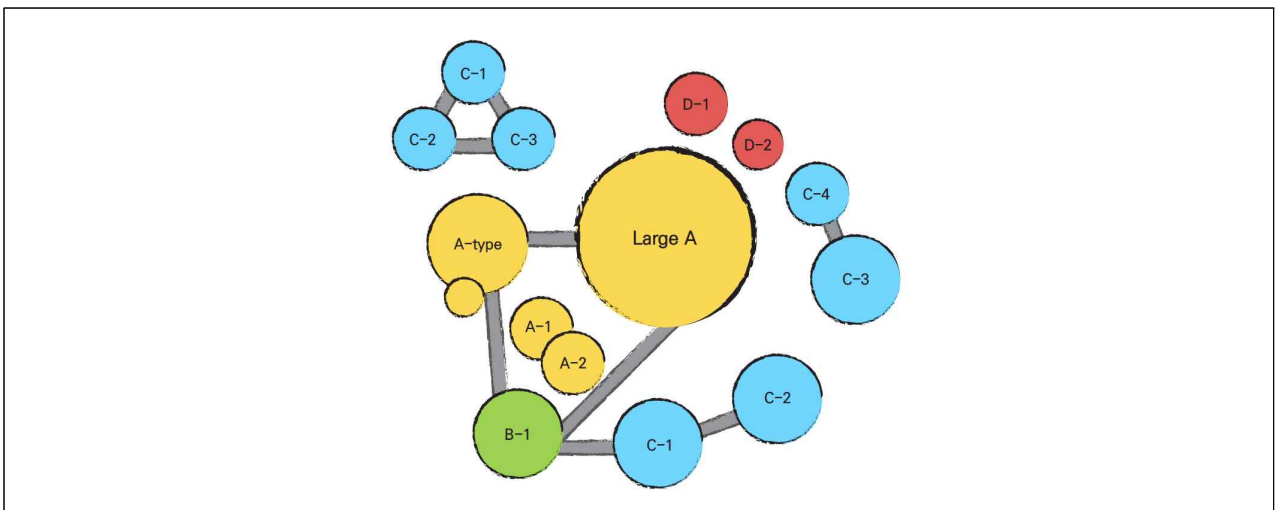 C-1
C-2
C-3
D-1
D-2
C-4
C-3
A-type
Large A
A-1
A-2
B-1
C-1
C-2